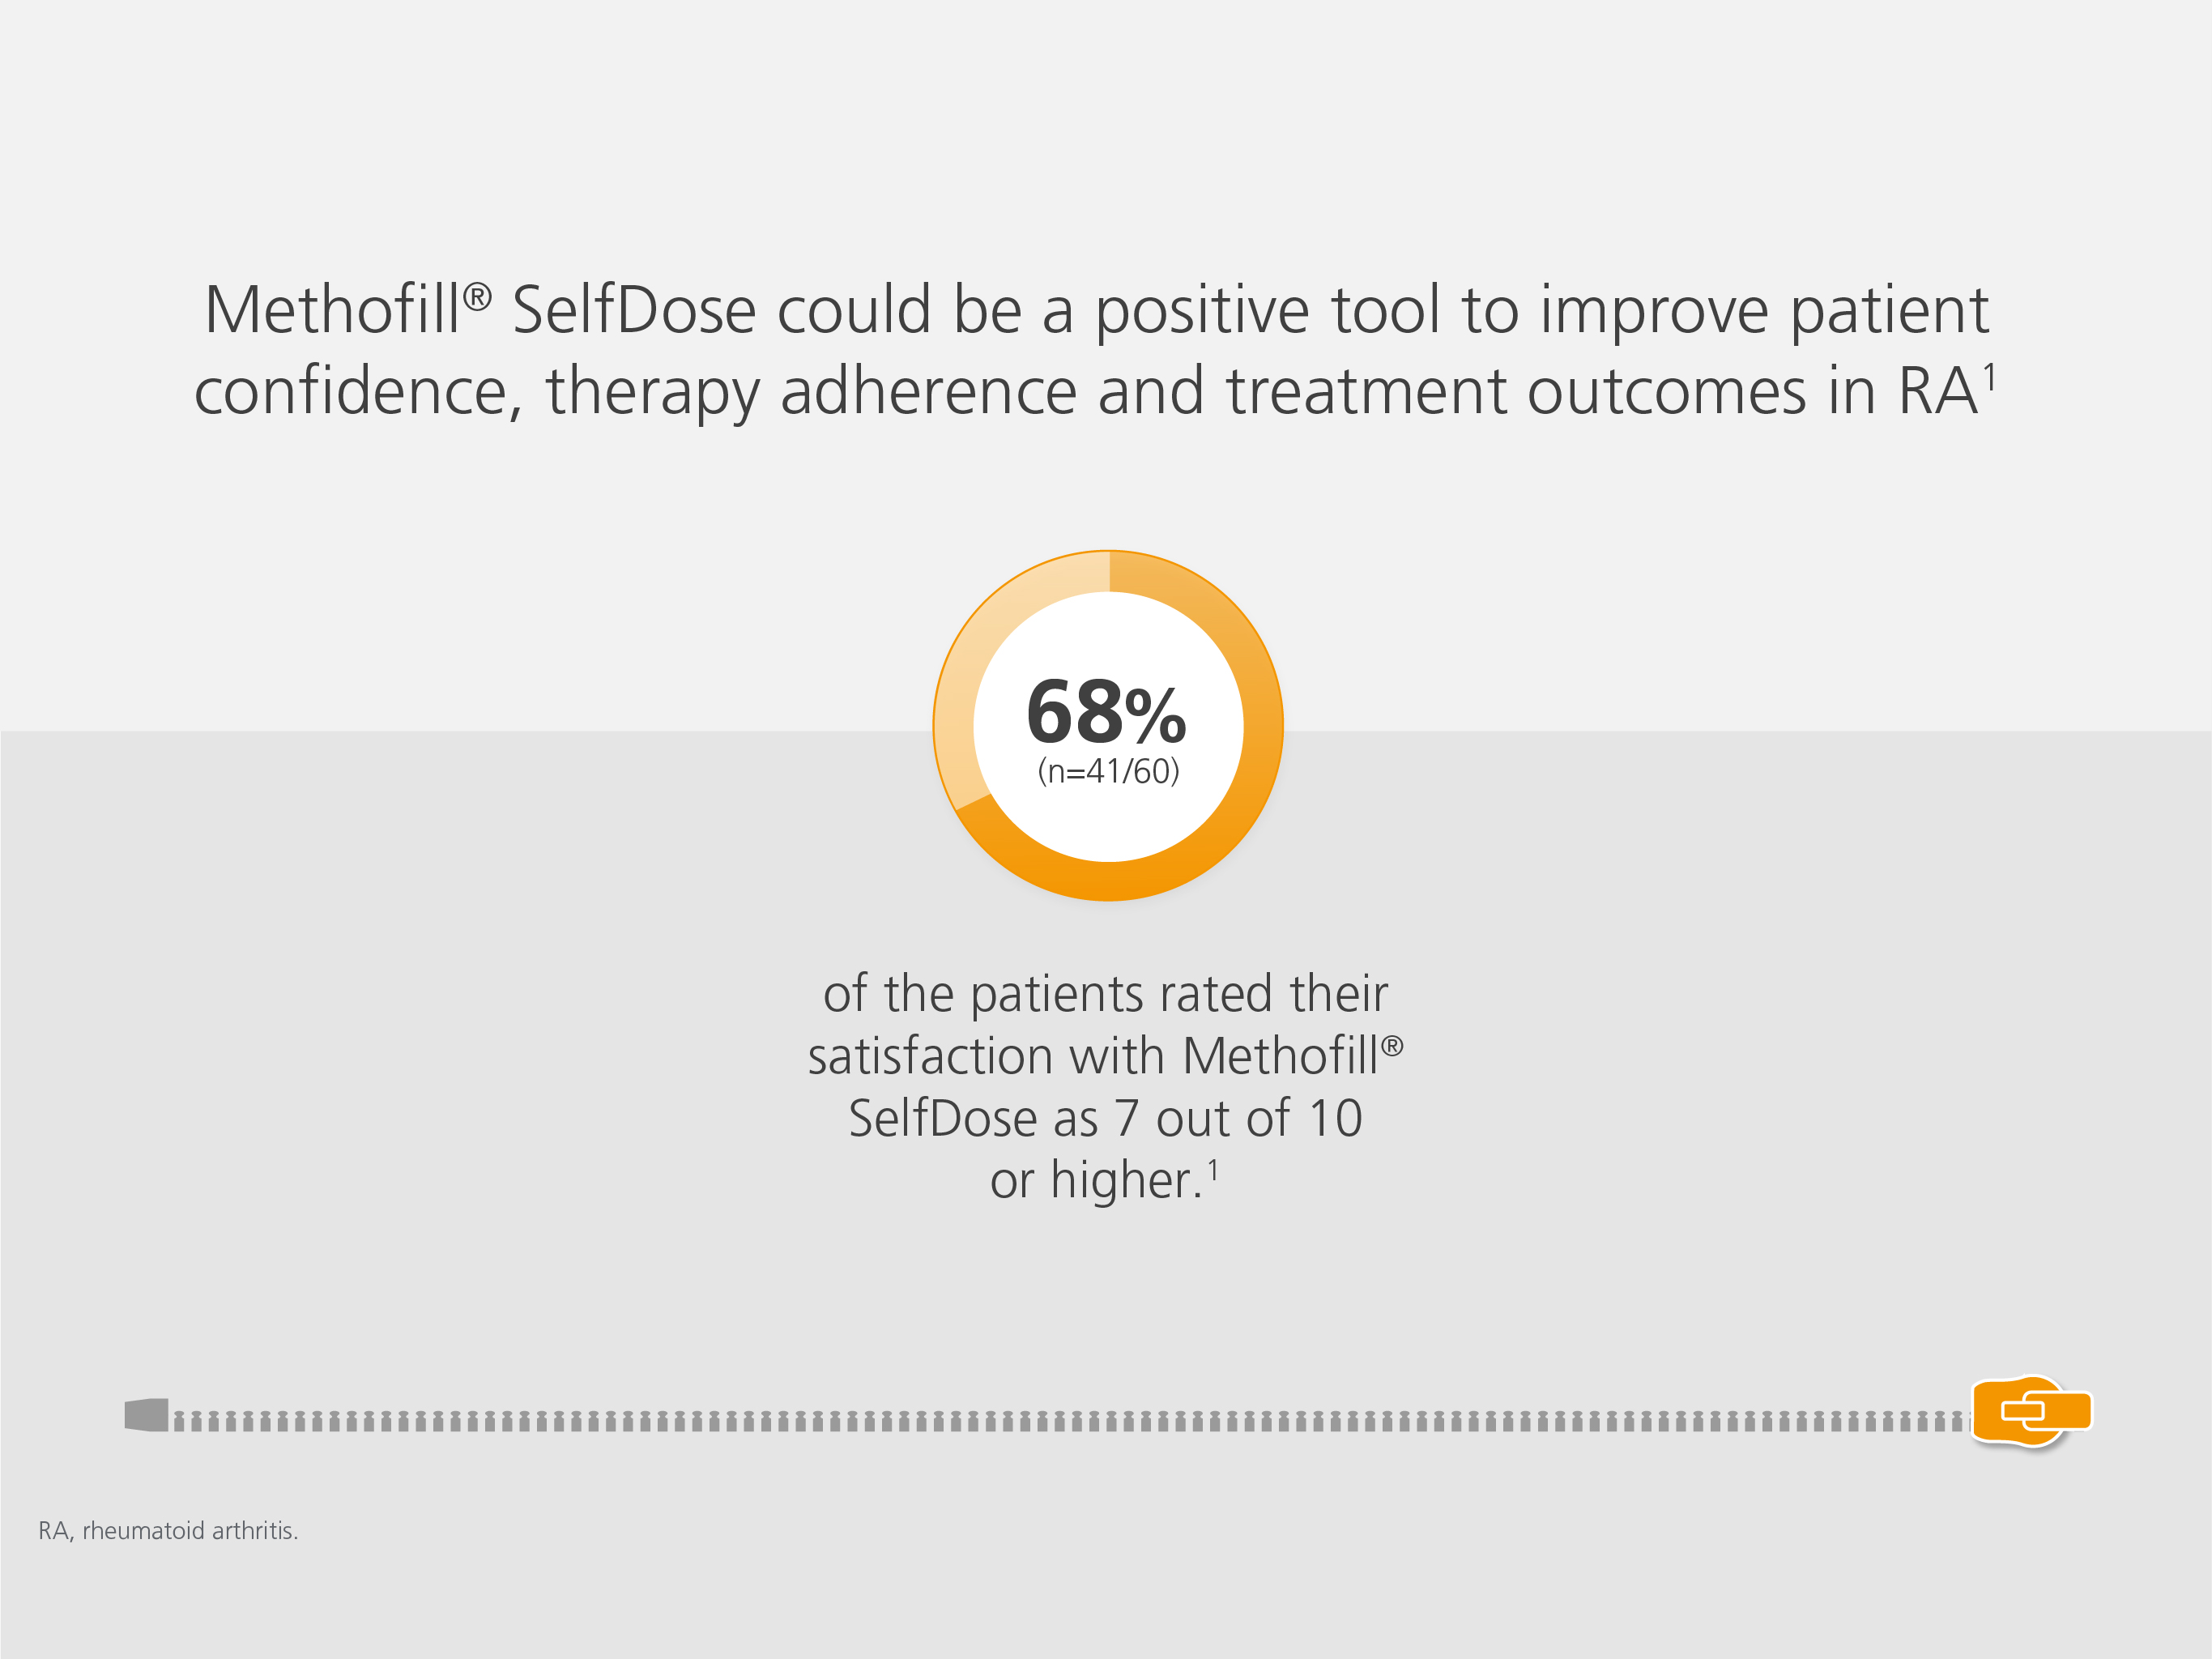 Methofill® SelfDose could be a positive tool to improve patient
confidence, therapy adherence and treatment outcomes in RA¹
68%
(n=41/60)
of the patients rated their
satisfaction with Methofill®
SelfDose as 7 out of 10
or higher.¹
RA, rheumatoid arthritis.